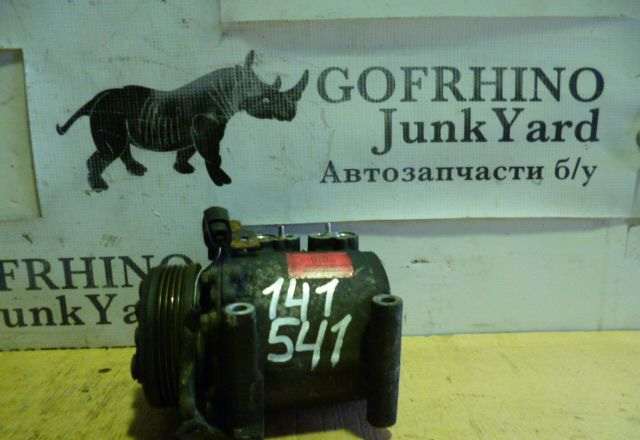 GOFRHINO
JunkYard
Автозапчасти б/у
FRHINO
unkYard
141
541